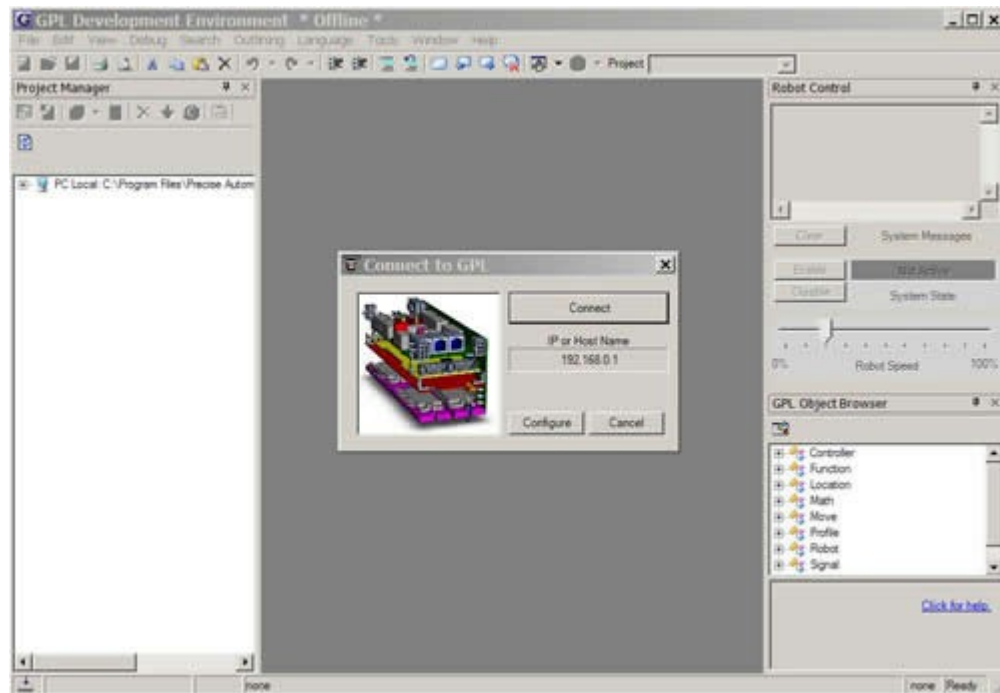 GPL Development Environment * Offline *
File Edit View Debug Search Outlining Language Tools Window Help
Project
Project Manager
PC Local: C:\Program Files\Precise Autom
Connect to GPL
Connect
IP or Host Name
192.168.0.1
Configure Cancel
Robot Control
Clear System Messages
Enable Not Active
Disable System State
0% Robot Speed 100%
GPL Object Browser
Controller
Function
Location
Math
Move
Profile
Robot
Signal
Click for help.
none none Ready